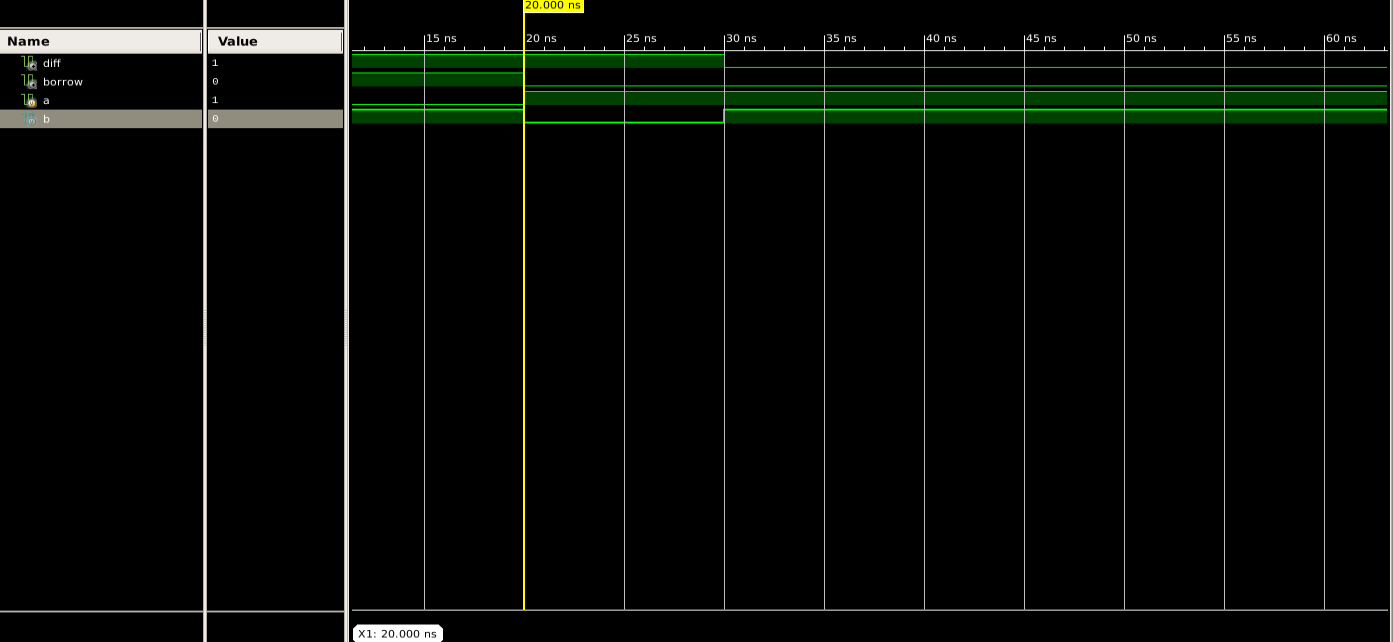 20.000 ns
Name Value
15 ns 20 ns 25 ns 30 ns 35 ns 40 ns 45 ns 50 ns 55 ns 60 ns
diff 1
borrow 0
a 1
b 0
X1: 20.000 ns